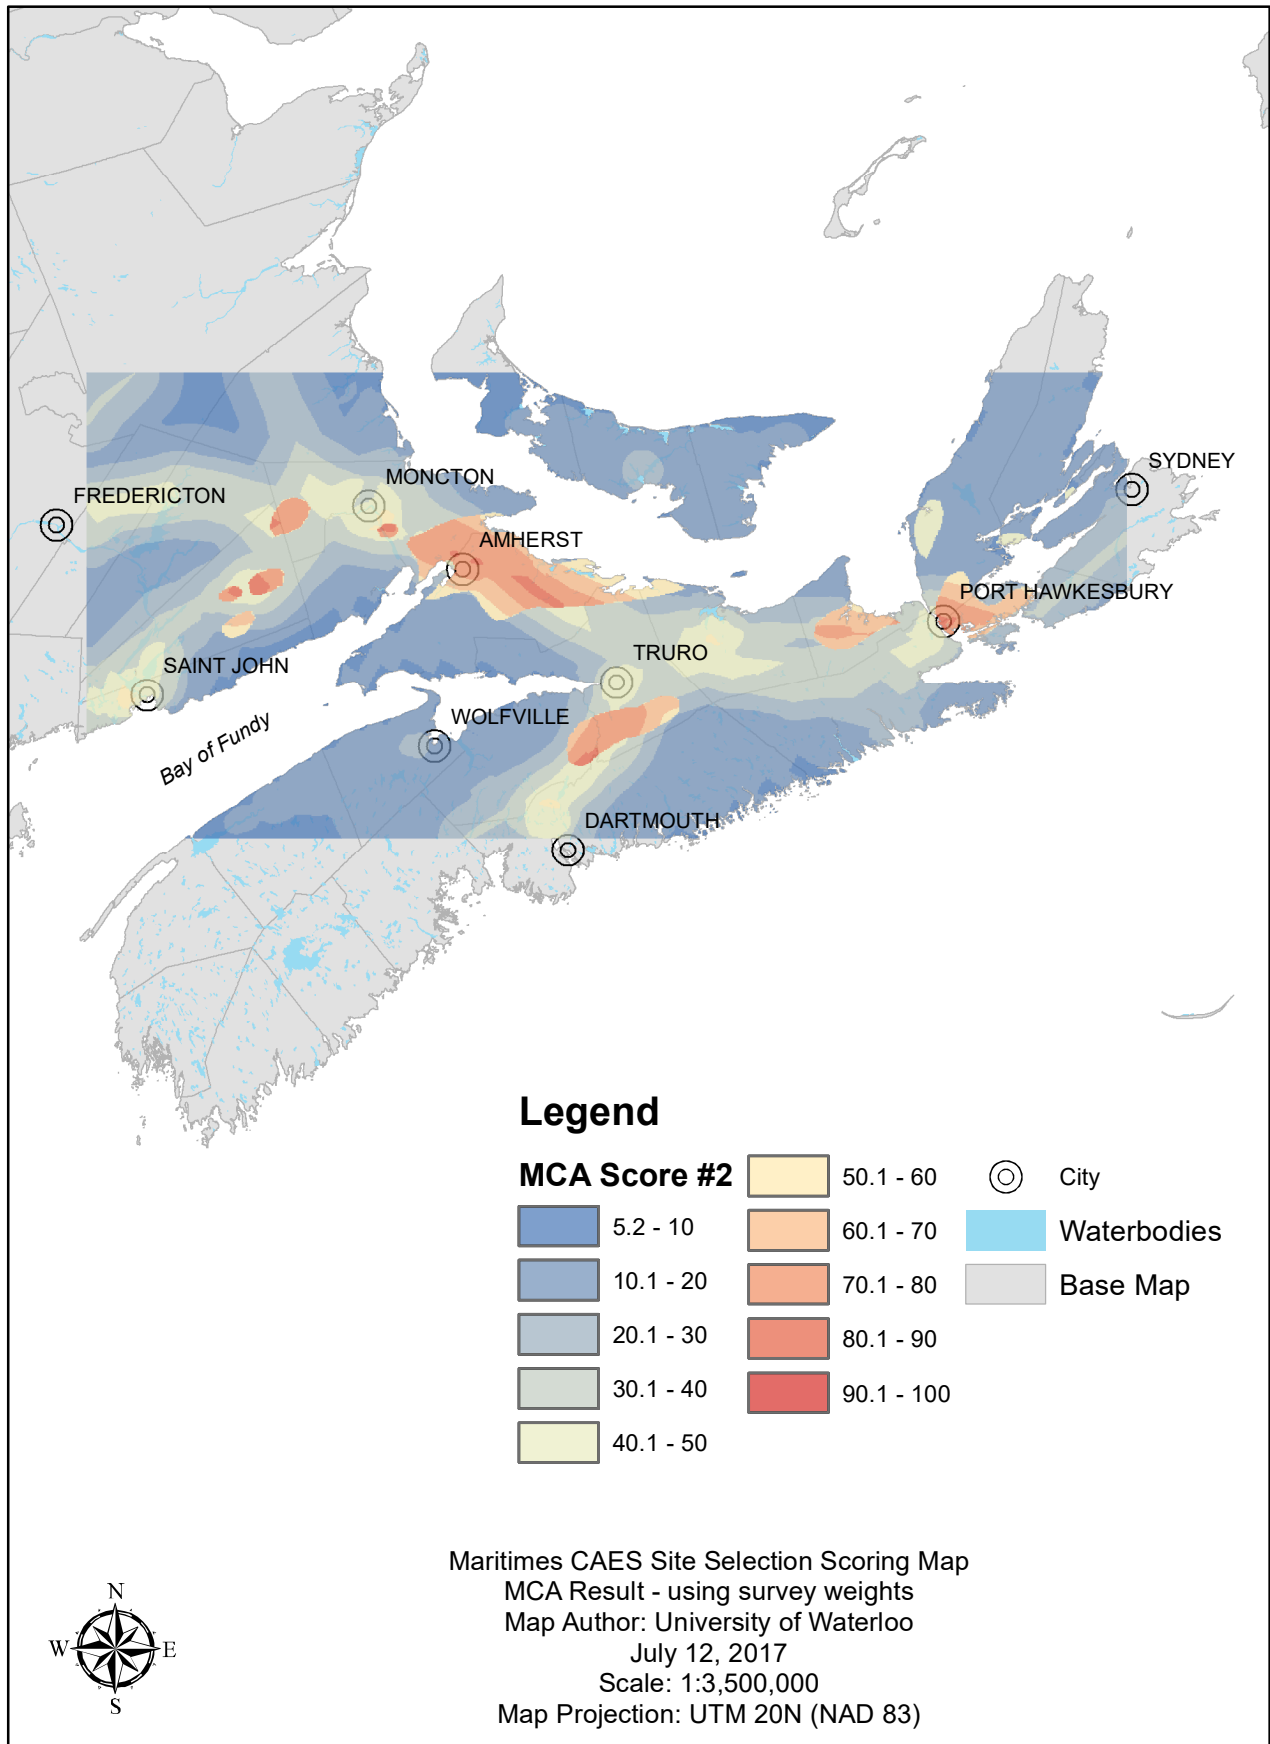 SYDNEY
MONCTON
FREDERICTON
AMHERST
PORT HAWKESBURY
TRURO
SAINT JOHN
WOLFVILLE
Bay of Fundy
DARTMOUTH
Legend
MCA Score #2
5.2 - 10
10.1 - 20
20.1 - 30
30.1 - 40
40.1 - 50
50.1 - 60
60.1 - 70
70.1 - 80
80.1 - 90
90.1 - 100
City
Waterbodies
Base Map
Maritimes CAES Site Selection Scoring Map
MCA Result - using survey weights
Map Author: University of Waterloo
July 12, 2017
Scale: 1:3,500,000
Map Projection: UTM 20N (NAD 83)
N
W E
S